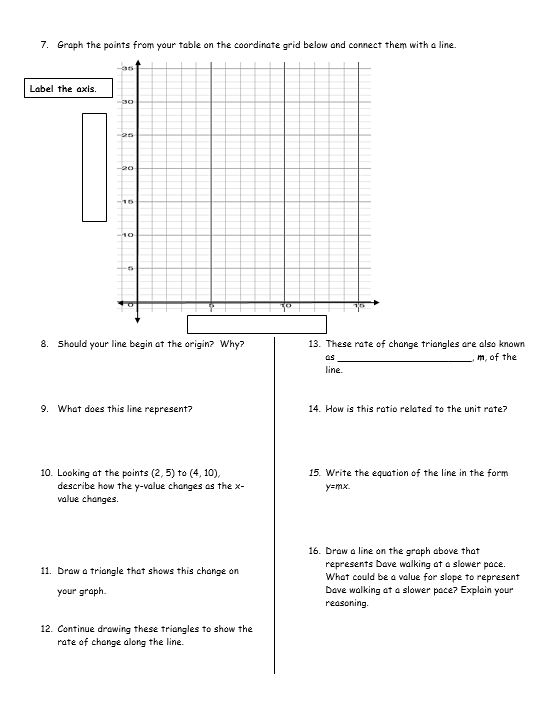 7. Graph the points from your table on the coordinate grid below and connect them with a line.
Label the axis.
35
30
25
20
15
10
5
0 5 10 15
8. Should your line begin at the origin? Why?
9. What does this line represent?
10. Looking at the points (2, 5) to (4, 10),
describe how the y-value changes as the x-
value changes.
11. Draw a triangle that shows this change on
your graph.
12. Continue drawing these triangles to show the
rate of change along the line.
13. These rate of change triangles are also known
as ________________________, m, of the
line.
14. How is this ratio related to the unit rate?
15. Write the equation of the line in the form
y=mx.
16. Draw a line on the graph above that
represents Dave walking at a slower pace.
What could be a value for slope to represent
Dave walking at a slower pace? Explain your
reasoning.